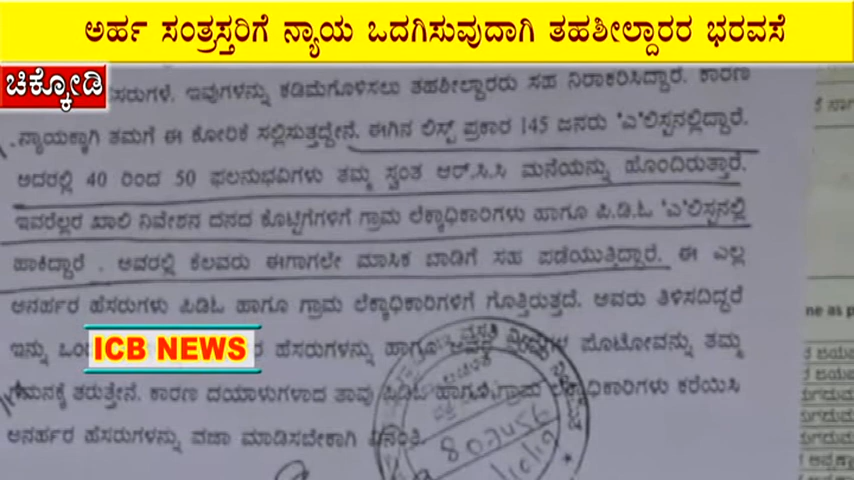 ಅರ್ಹ ಸಂತ್ರಸ್ತರಿಗೆ ನ್ಯಾಯ ಒದಗಿಸುವುದಾಗಿ ತಹಶೀಲ್ದಾರರ ಭರವಸೆ
ಚಿಕ್ಕೋಡಿ
ಇವುಗಳನ್ನು ಕಡಿಮೆಗೊಳಿಸಲು ತಹಶೀಲ್ದಾರರು ಸಹ ನಿರಾಕರಿಸಿದ್ದಾರೆ. ಕಾರಣ
ನ್ಯಾಯಕ್ಕಾಗಿ ತಮಗೆ ಈ ಕೋರಿಕೆ ಸಲ್ಲಿಸುತ್ತದ್ದೇನೆ. ಈಗಿನ ಲಿಸ್ಟ್ ಪ್ರಕಾರ 145 ಜನರು 'ಎ'ಲಿಸ್ಟನಲ್ಲಿದ್ದಾರೆ.
ಅದರಲ್ಲಿ 40 ರಿಂದ 50 ಫಲನುಭವಿಗಳು ತಮ್ಮ ಸ್ವಂತ ಆರ್.ಸಿ.ಸಿ ಮನೆಯನ್ನು ಹೊಂದಿರುತ್ತಾರೆ.
ಇವರೆಲ್ಲರ ಖಾಲಿ ನಿವೇಶನ ದನದ ಕೊಟ್ಟಿಗೆಗಳಿಗೆ ಗ್ರಾಮ ಲೆಕ್ಕಾಧಿಕಾರಿಗಳು ಹಾಗೂ ಪಿ.ಡಿ.ಓ 'ಎ'ಲಿಸ್ಟನಲ್ಲಿ
ಹಾಕಿದ್ದಾರೆ . ಅವರಲ್ಲಿ ಕೆಲವರು ಈಗಾಗಲೇ ಮಾಸಿಕ ಬಾಡಿಗೆ ಸಹ ಪಡೆಯುತ್ತಿದ್ದಾರೆ. ಈ ಎಲ್ಲ
ಅನರ್ಹರ ಹೆಸರುಗಳು ಪಿಡಿಓ ಹಾಗೂ ಗ್ರಾಮ ಲೆಕ್ಕಾಧಿಕಾರಿಗಳಿಗೆ ಗೊತ್ತಿರುತ್ತದೆ. ಅವರು ತಿಳಿಸದಿದ್ದರೆ
ಇನ್ನು ಹೆಸರುಗಳನ್ನು ಹಾಗೂ ಪೊಟೋವನ್ನು ತಮ್ಮ
ICB NEWS
ತರುತ್ತೇನೆ. ಕಾರಣ ದಯಾಳುಗಳಾದ ತಾವು ಪಿಡಿಓ ಹಾಗೂ ಗ್ರಾಮ ಲೆಕ್ಕಾಧಿಕಾರಿಗಳು ಕರೆಯಿಸಿ
ಅನರ್ಹರ ಹೆಸರುಗಳನ್ನು ವಜಾ ಮಾಡಿಸಬೇಕಾಗಿ ವಿನಂತಿ.